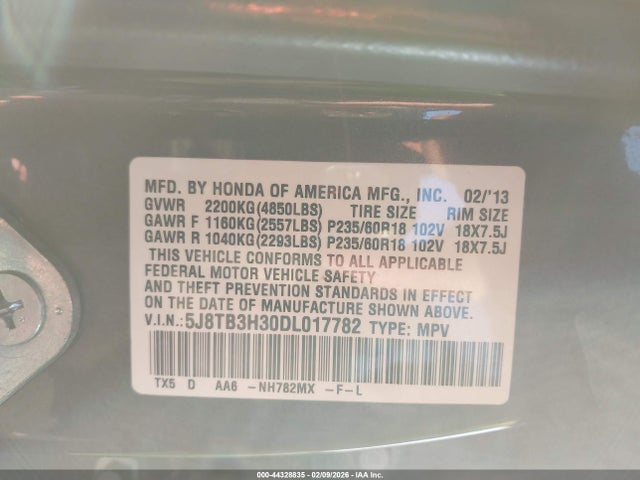 MFD. BY HONDA OF AMERICA MFG., INC. 02/'13
GVWR 2200KG(4850LBS) TIRE SIZE RIM SIZE
GAWR F 1160KG(2557LBS) P235/60R18 102V 18X7.5J
GAWR R 1040KG(2293LBS) P235/60R18 102V 18X7.5J
THIS VEHICLE CONFORMS TO ALL APPLICABLE
FEDERAL MOTOR VEHICLE SAFETY
AND THEFT PREVENTION STANDARDS IN EFFECT
ON THE DATE OF MANUFACTURE SHOWN ABOVE.
V.I.N.:5J8TB3H30DL017782 TYPE: MPV
TX5 D AA6 -NH782MX -F-L
000-44328835 - 02/09/2026 - IAA Inc.